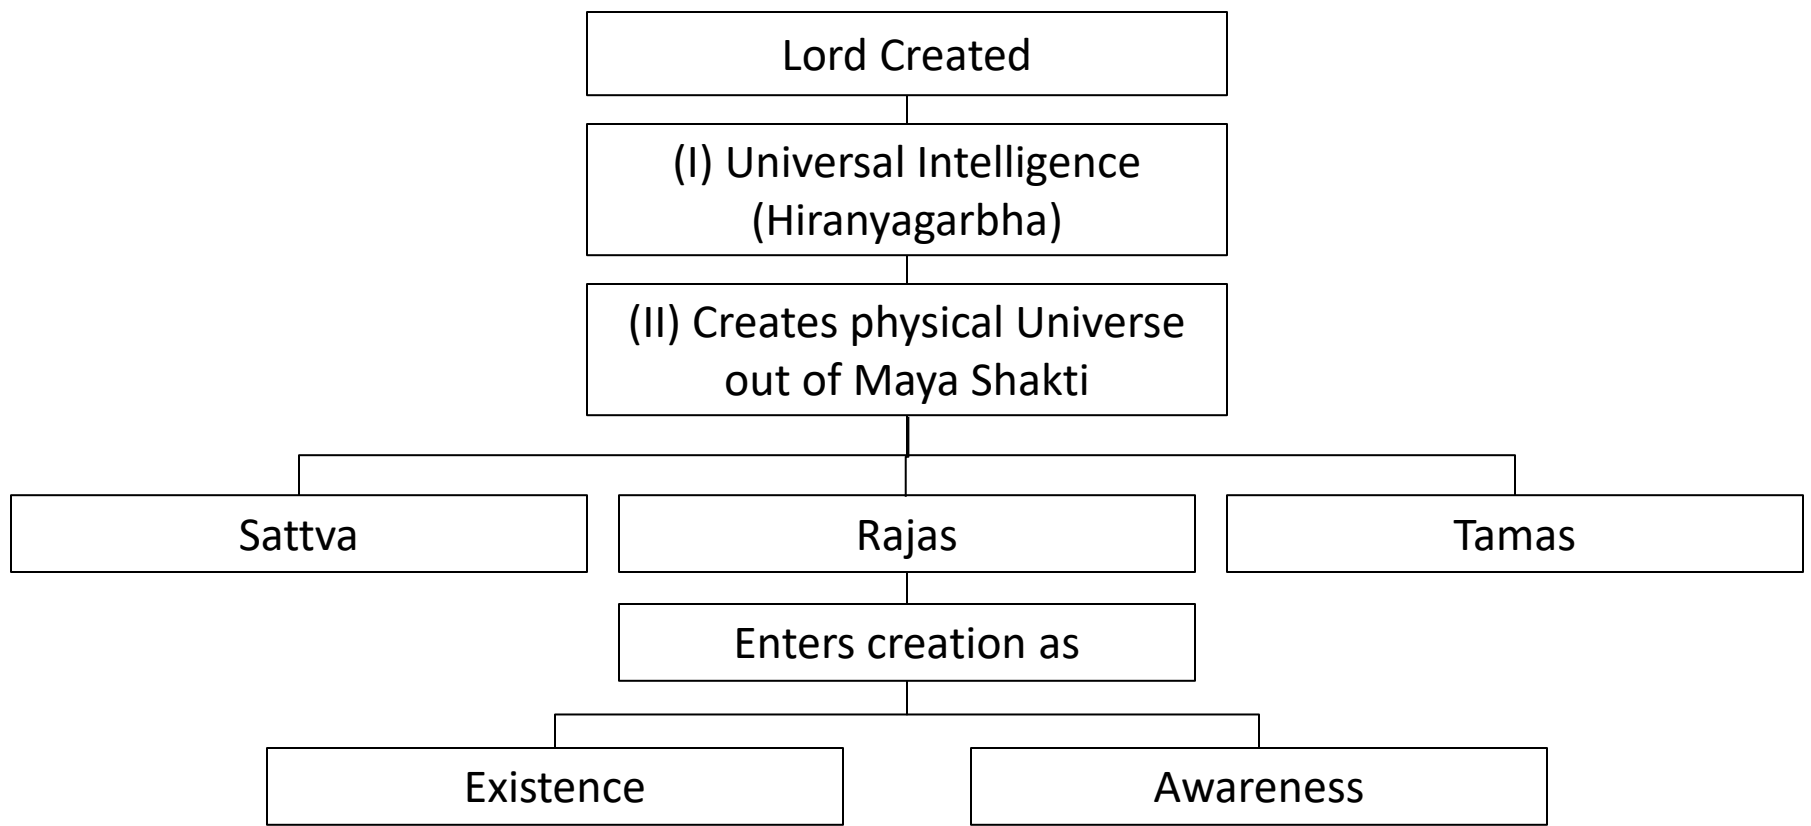 Lord Created
(I) Universal Intelligence
(Hiranyagarbha)
(II) Creates physical Universe
out of Maya Shakti
Sattva
Rajas
Tamas
Enters creation as
Existence
Awareness